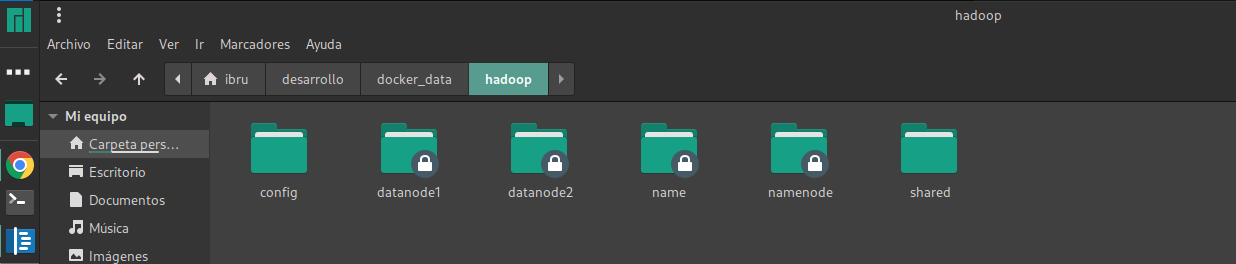 hadoop
Archivo Editar Ver Ir Marcadores Ayuda
ibru desarrollo docker_data hadoop
Mi equipo
Carpeta pers...
Escritorio
Documentos
Música
Imágenes
config datanode1 datanode2 name namenode shared